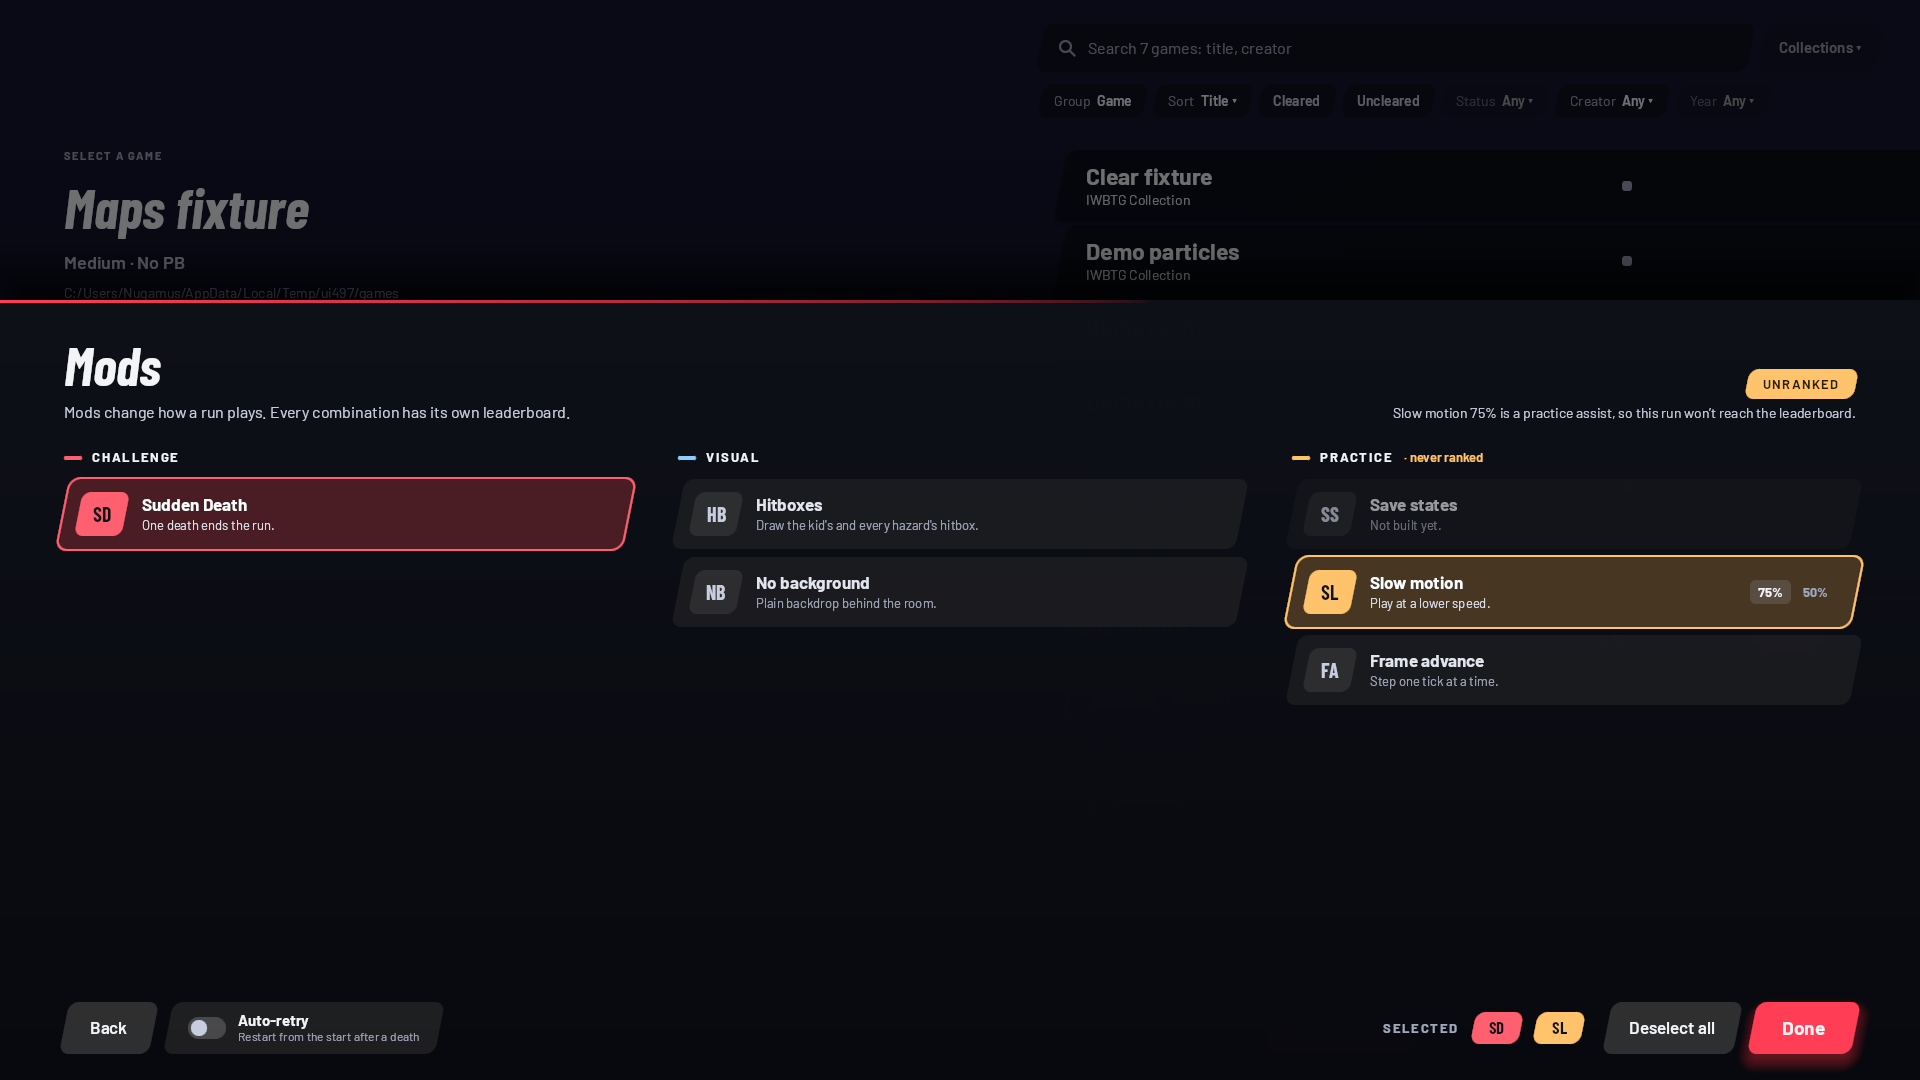 Search 7 games: title, creator
Collections
Group Game Sort Title Cleared Uncleared Status Any Creator Any Year Any
SELECT A GAME
Maps fixture
Medium · No PB
C:/Users/Nugamus/AppData/Local/Temp/ui497/games
Clear fixture
IWBTG Collection
Demo particles
IWBTG Collection
Mods
Mods change how a run plays. Every combination has its own leaderboard.
UNRANKED
Slow motion 75% is a practice assist, so this run won't reach the leaderboard.
CHALLENGE
SD
Sudden Death
One death ends the run.
VISUAL
HB
Hitboxes
Draw the kid's and every hazard's hitbox.
NB
No background
Plain backdrop behind the room.
PRACTICE · never ranked
SS
Save states
Not built yet.
SL
Slow motion
Play at a lower speed.
75% 50%
FA
Frame advance
Step one tick at a time.
Back
Auto-retry
Restart from the start after a death
SELECTED SD SL
Deselect all
Done